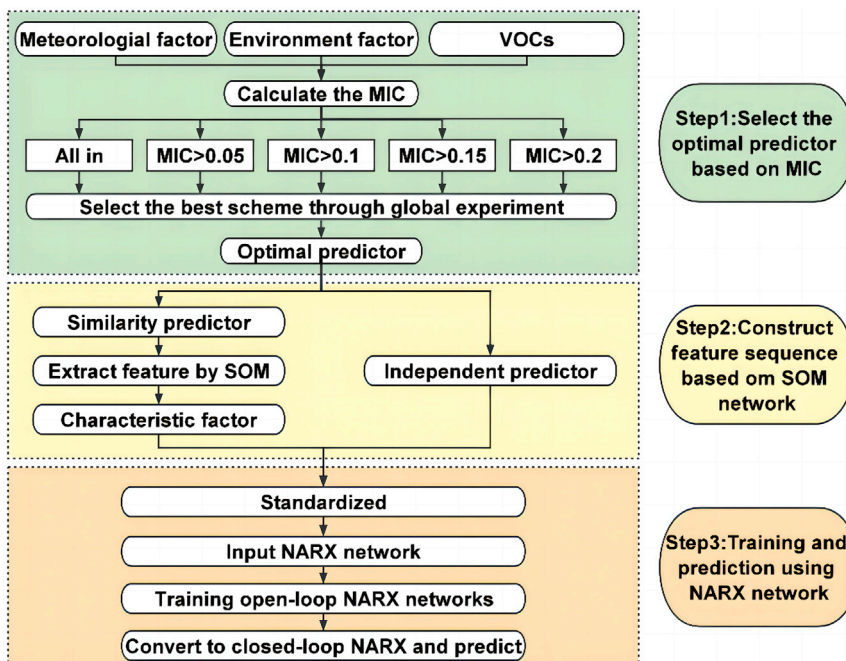 Meteorologial factor
Environment factor
VOCs
Calculate the MIC
All in
MIC>0.05
MIC>0.1
MIC>0.15
MIC>0.2
Select the best scheme through global experiment
Optimal predictor
Step1:Select the
optimal predictor
based on MIC
Similarity predictor
Extract feature by SOM
Independent predictor
Characteristic factor
Step2:Construct
feature sequence
based om SOM
network
Standardized
Input NARX network
Training open-loop NARX networks
Convert to closed-loop NARX and predict
Step3:Training and
prediction using
NARX network